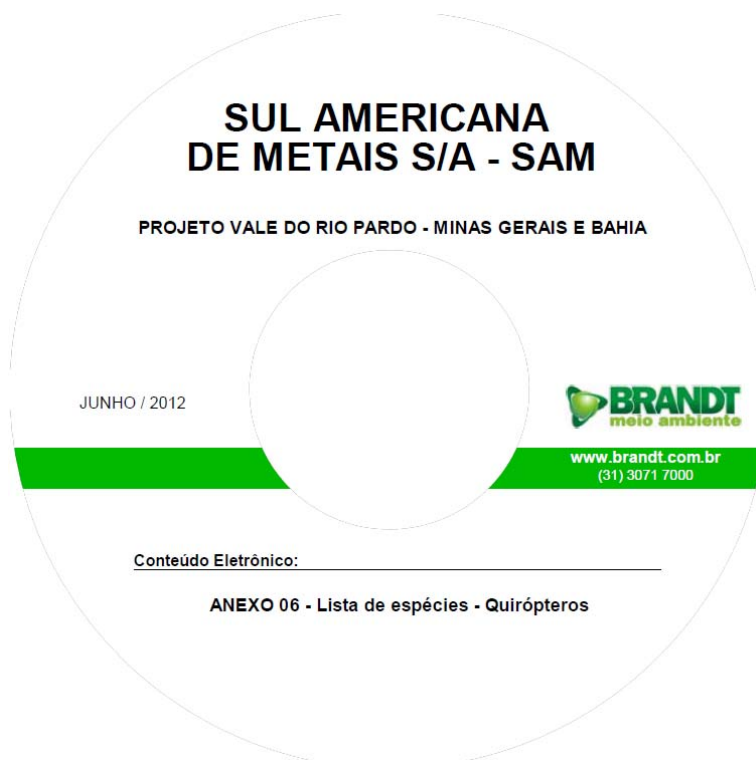 SUL AMERICANA
DE METAIS S/A - SAM
PROJETO VALE DO RIO PARDO - MINAS GERAIS E BAHIA
JUNHO / 2012
BRANDT
meio ambiente
www.brandt.com.br
(31) 3071 7000
Conteúdo Eletrônico:
ANEXO 06 - Lista de espécies - Quirópteros